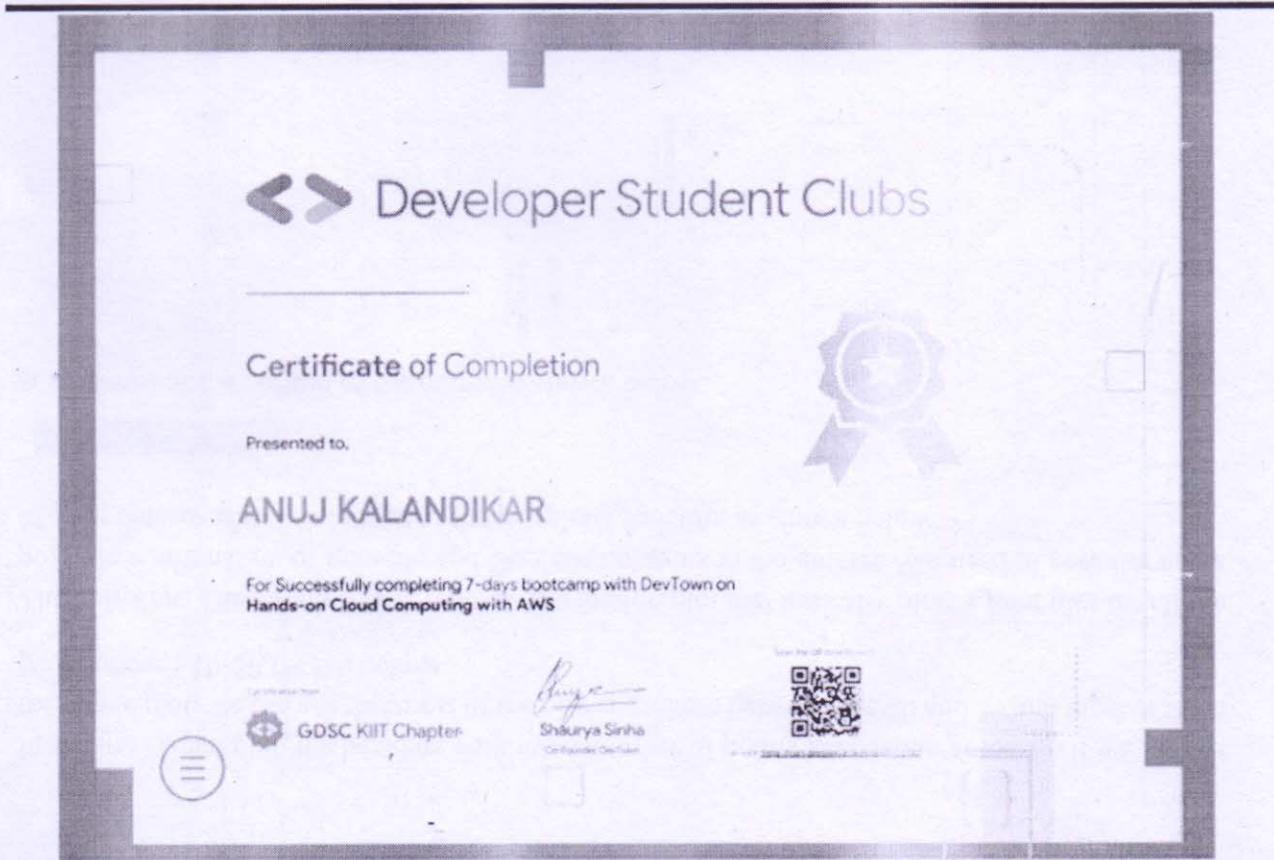 Developer Student Clubs
Certificate of Completion
Presented to,
ANUJ KALANDIKAR
For Successfully completing 7-days bootcamp with DevTown on
Hands-on Cloud Computing with AWS
GDSC KIIT Chapter
Shaurya Sinha